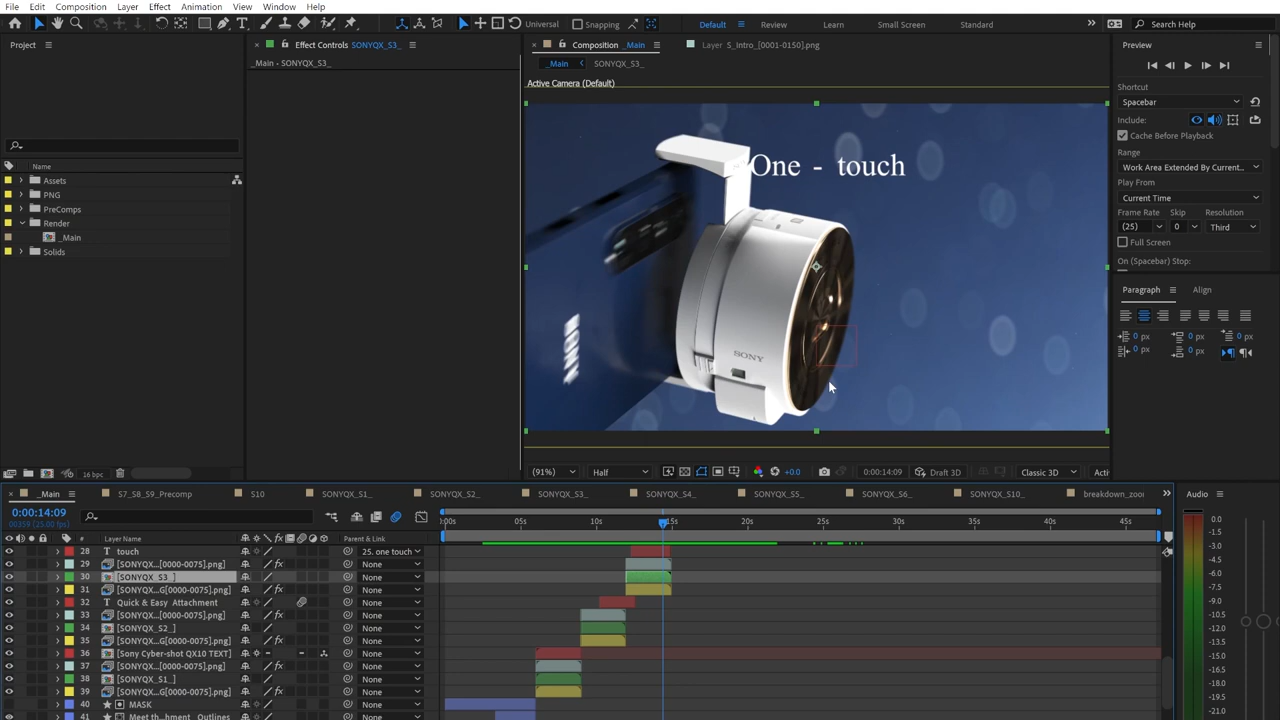 File Edit Composition Layer Effect Animation View Window Help
Universal Snapping Default Review Learn Small Screen Standard Search Help
Project Effect Controls SONYQX_S3_ Composition _Main Layer S_Intro_[0001-0150].png Preview
_Main - SONYQX_S3_ _Main SONYQX_S3_
Active Camera (Default)
Shortcut
Spacebar
Include:
Cache Before Playback
Range
Work Area Extended By Current...
Play From
Current Time
Frame Rate Skip Resolution
(25) 0 Third
Full Screen
On (Spacebar) Stop:
Name
Assets
PNG
PreComps
Render
_Main
Solids
One - touch
SONY
Paragraph Align
0 px 0 px 0 px
0 px 0 px
16 bpc (91%) Half +0.0 0:00:14:09 Draft 3D Classic 3D Acti
_Main S7_S8_S9_Precomp S10 SONYQX_S1_ SONYQX_S2_ SONYQX_S3_ SONYQX_S4_ SONYQX_S5_ SONYQX_S6_ SONYQX_S10_ breakdown_zoo Audio
0:00:14:09
00359 (25.00 fps)
:00s 05s 10s 15s 20s 25s 30s 35s 40s 45s
# Layer Name Parent & Link
28 T touch 25. one touch
29 [SONYQX...[0000-0075].png] None
30 [SONYQX_S3_] None
31 [SONYQX...G[0000-0075].png] None
32 T Quick & Easy Attachment None
33 [SONYQX...[0000-0075].png] None
34 [SONYQX_S2_] None
35 [SONYQX...G[0000-0075].png] None
36 [Sony Cyber-shot QX10 TEXT] None
37 [SONYQX...[0000-0075].png] None
38 [SONYQX_S1_] None
39 [SONYQX...G[0000-0075].png] None
40 MASK None
41 Meet th...hment Outlines None
0.0
-1.5
-3.0
-4.5
-6.0
-7.5
-9.0
-10.5
-12.0
-13.5
-15.0
-16.5
-18.0
-19.5
-21.0